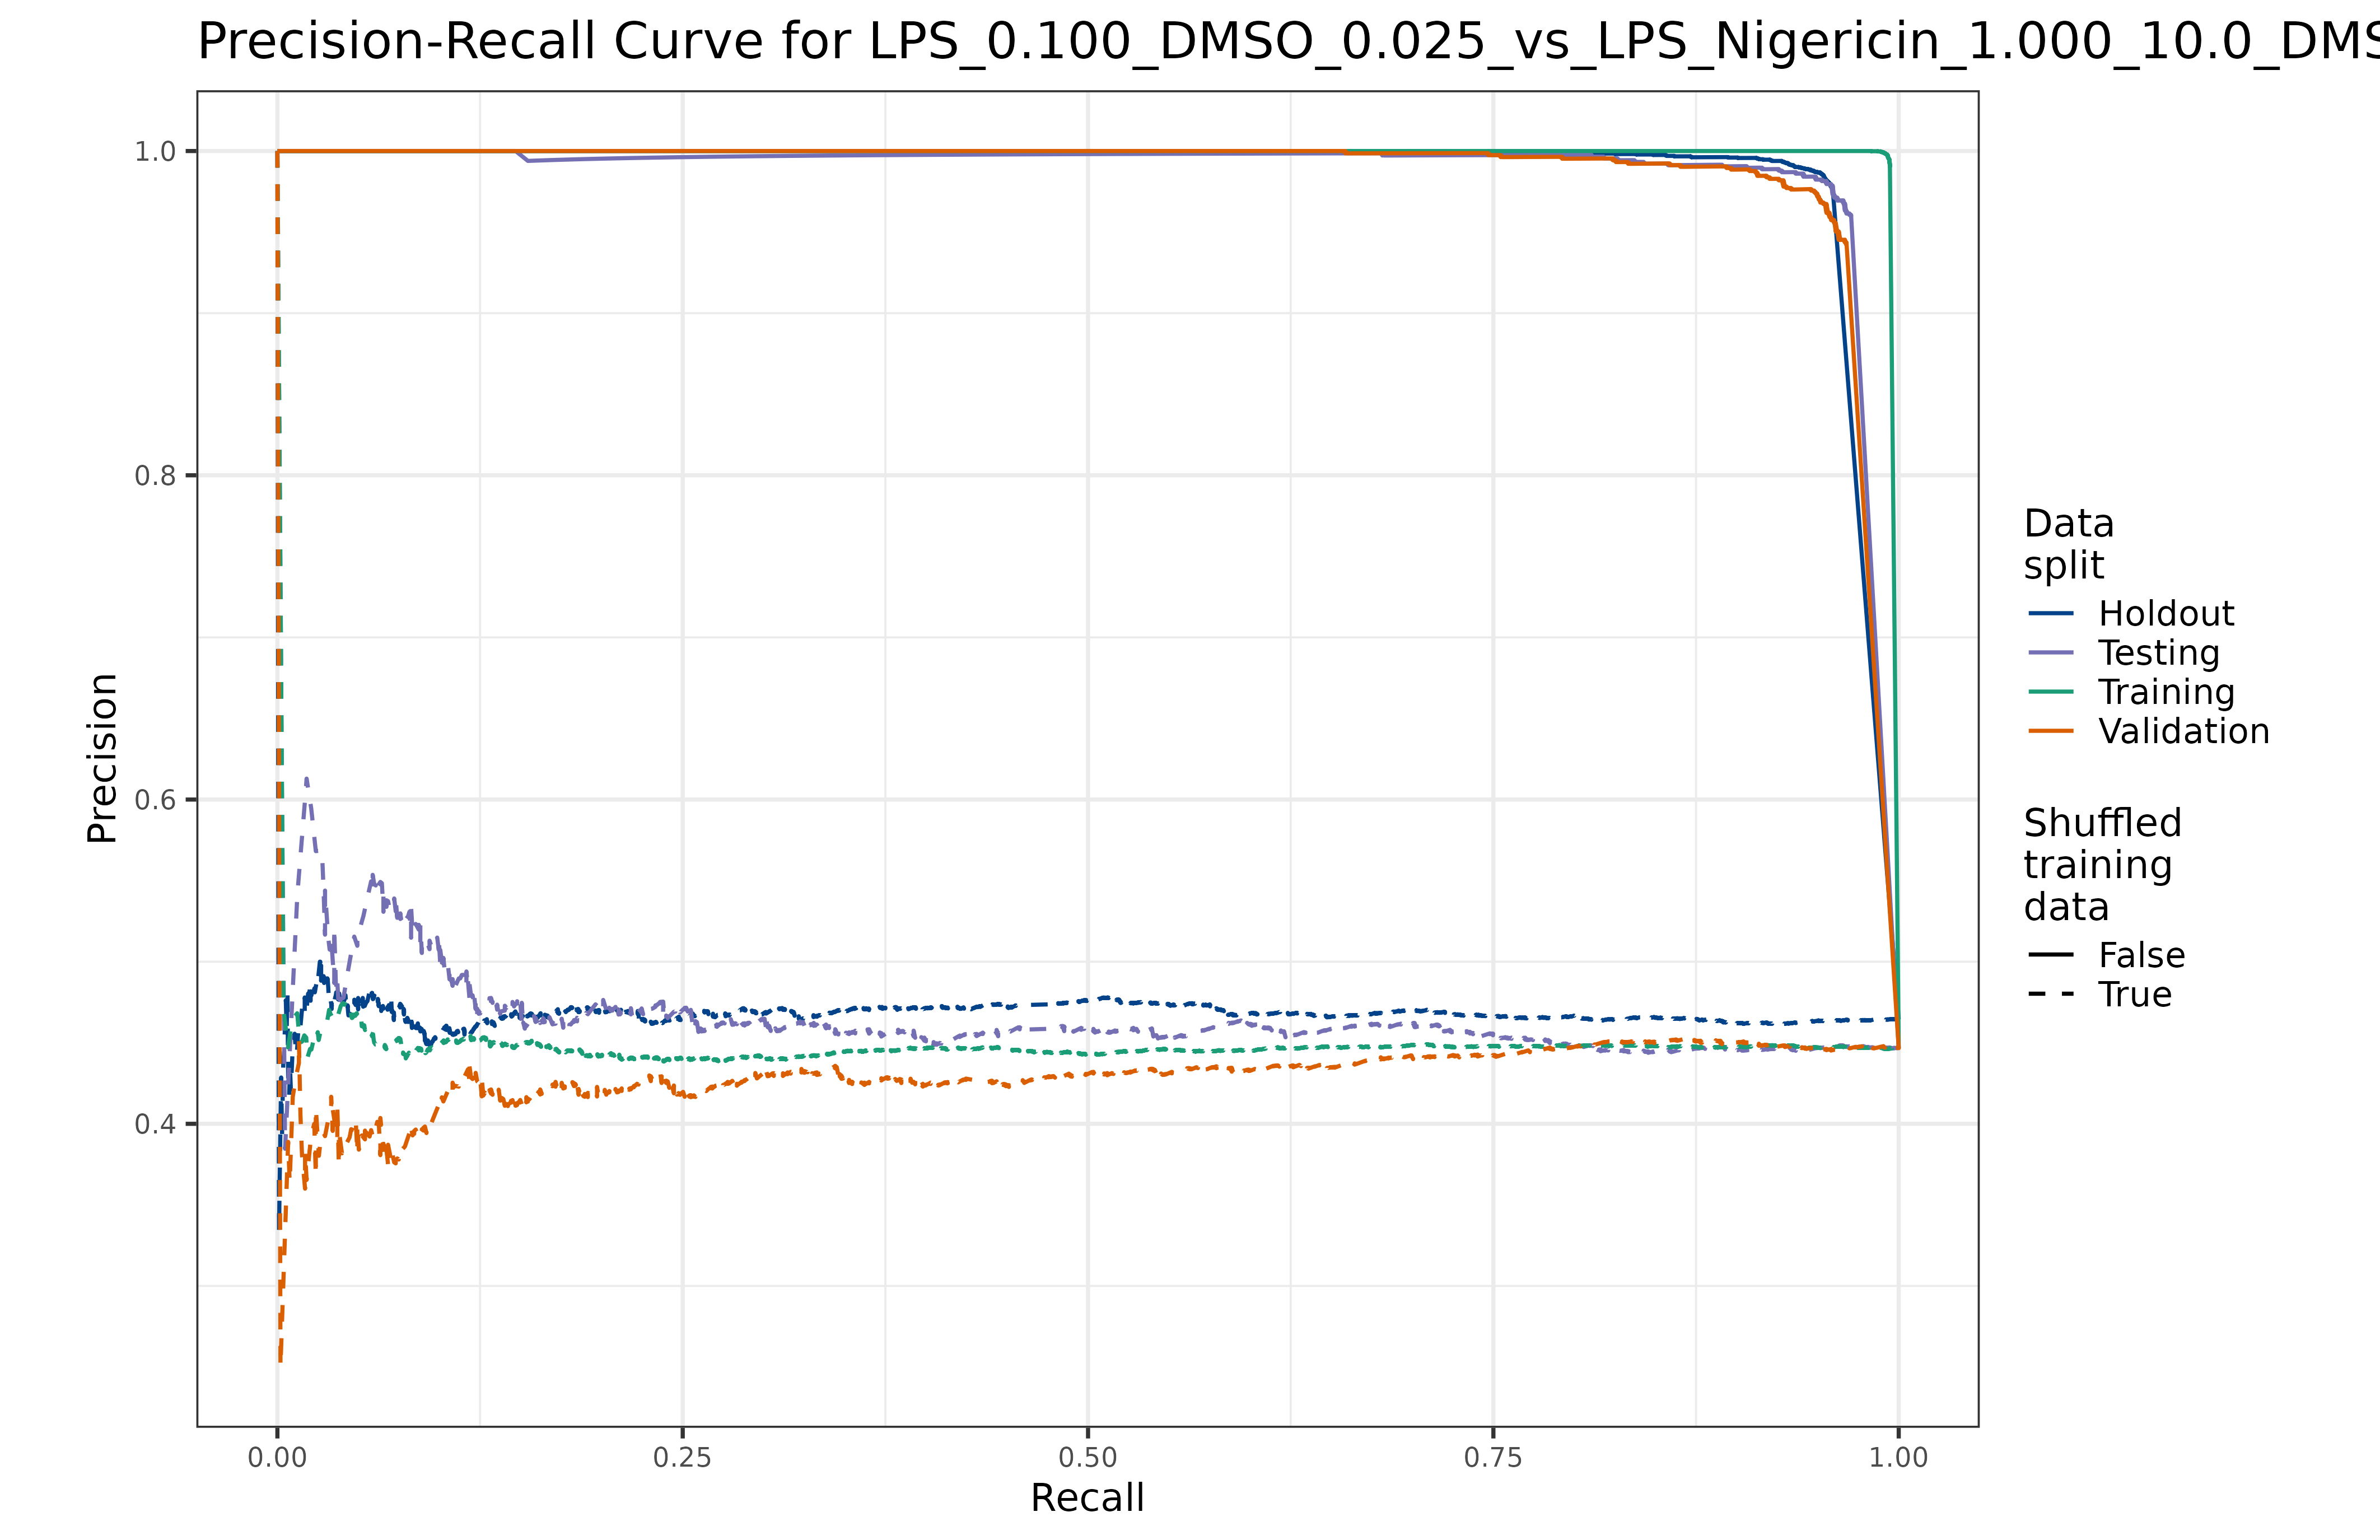 Precision-Recall Curve for LPS_0.100_DMSO_0.025_vs_LPS_Nigericin_1.000_10.0_DMS
1.0
0.8
0.6
0.4
Precision
0.00
0.25
0.50
0.75
1.00
Recall
Data
split
Holdout
Testing
Training
Validation
Shuffled
training
data
False
True